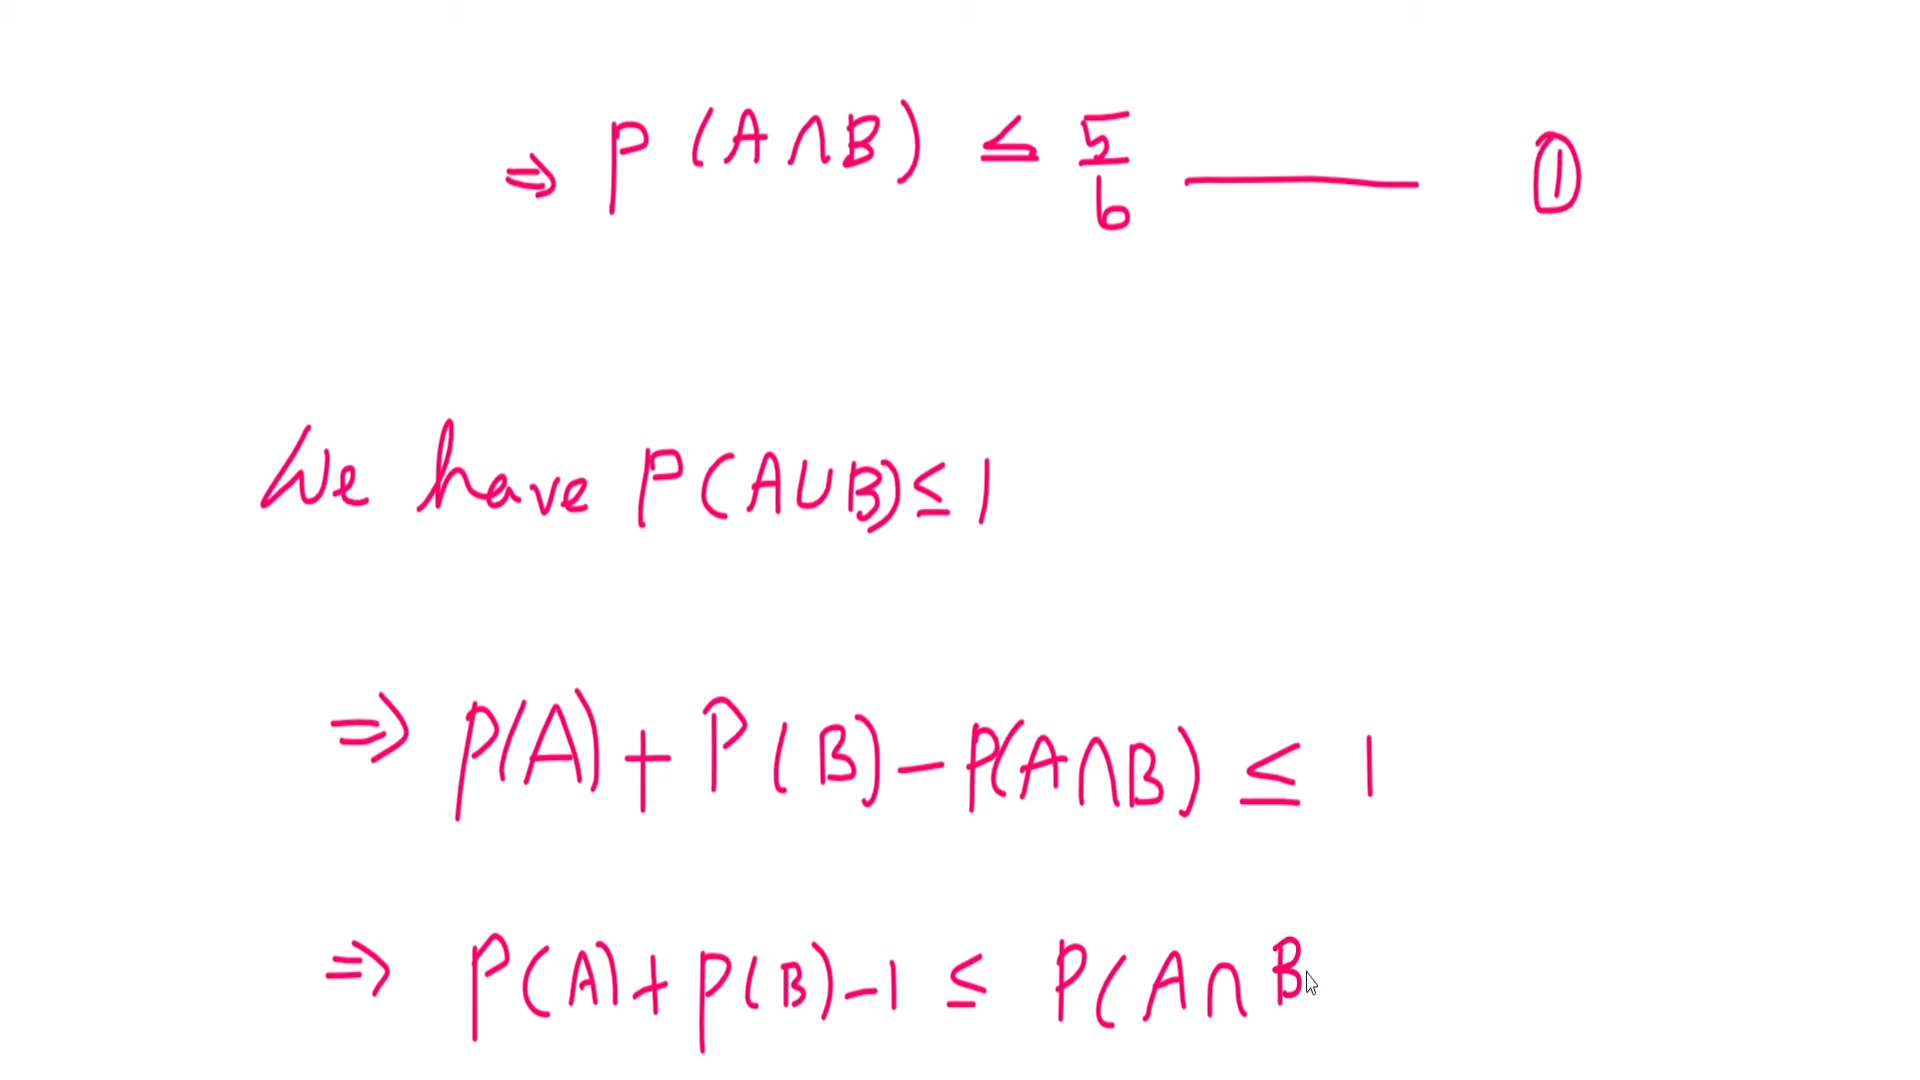 ⇒ P(A∩B) ≤ 5/6 ——— ①
We have P(A∪B) ≤ 1
⇒ P(A) + P(B) − P(A∩B) ≤ 1
⇒ P(A) + P(B) − 1 ≤ P(A∩B